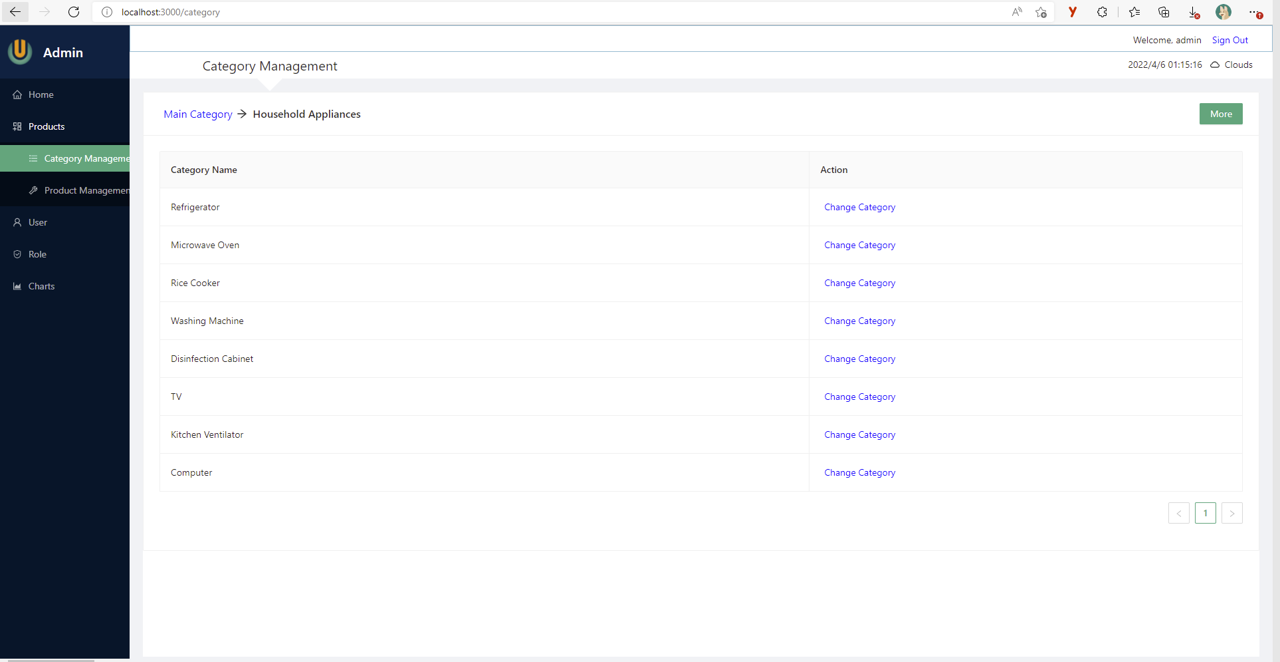 localhost:3000/category
Admin
Welcome, admin Sign Out
Category Management
2022/4/6 01:15:16 Clouds
Home
Products
Category Manageme
Product Managemen
User
Role
Charts
Main Category → Household Appliances
More
Category Name Action
Refrigerator Change Category
Microwave Oven Change Category
Rice Cooker Change Category
Washing Machine Change Category
Disinfection Cabinet Change Category
TV Change Category
Kitchen Ventilator Change Category
Computer Change Category
< 1 >